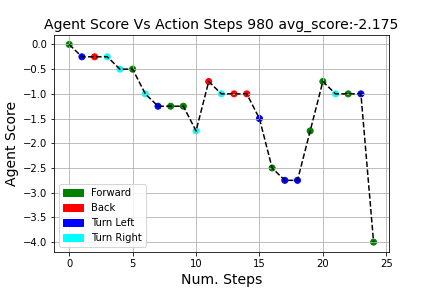 Agent Score Vs Action Steps 980 avg_score:-2.175
Agent Score
0.0
−0.5
−1.0
−1.5
−2.0
−2.5
−3.0
−3.5
−4.0
Forward
Back
Turn Left
Turn Right
0 5 10 15 20 25
Num. Steps